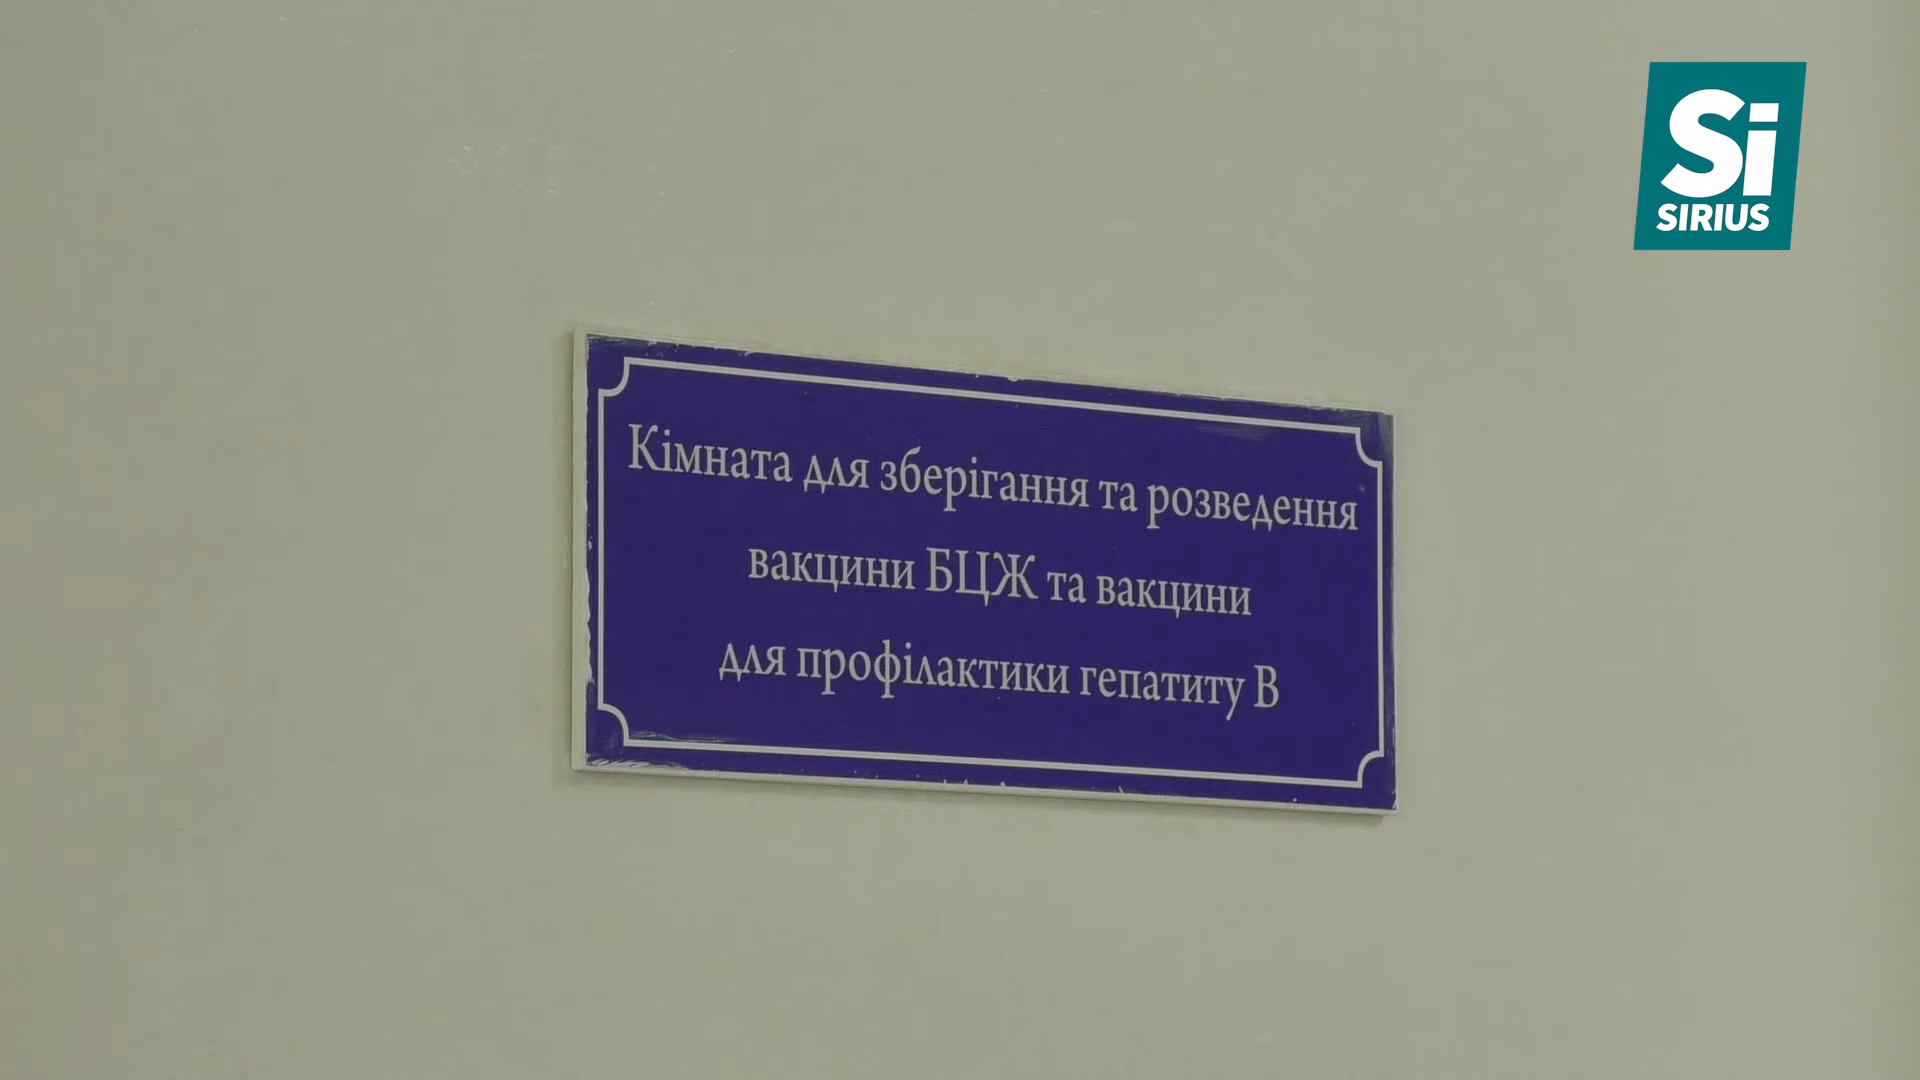 Si
SIRIUS
Кімната для зберігання та розведення
вакцини БЦЖ та вакцини
для профілактики гепатиту В